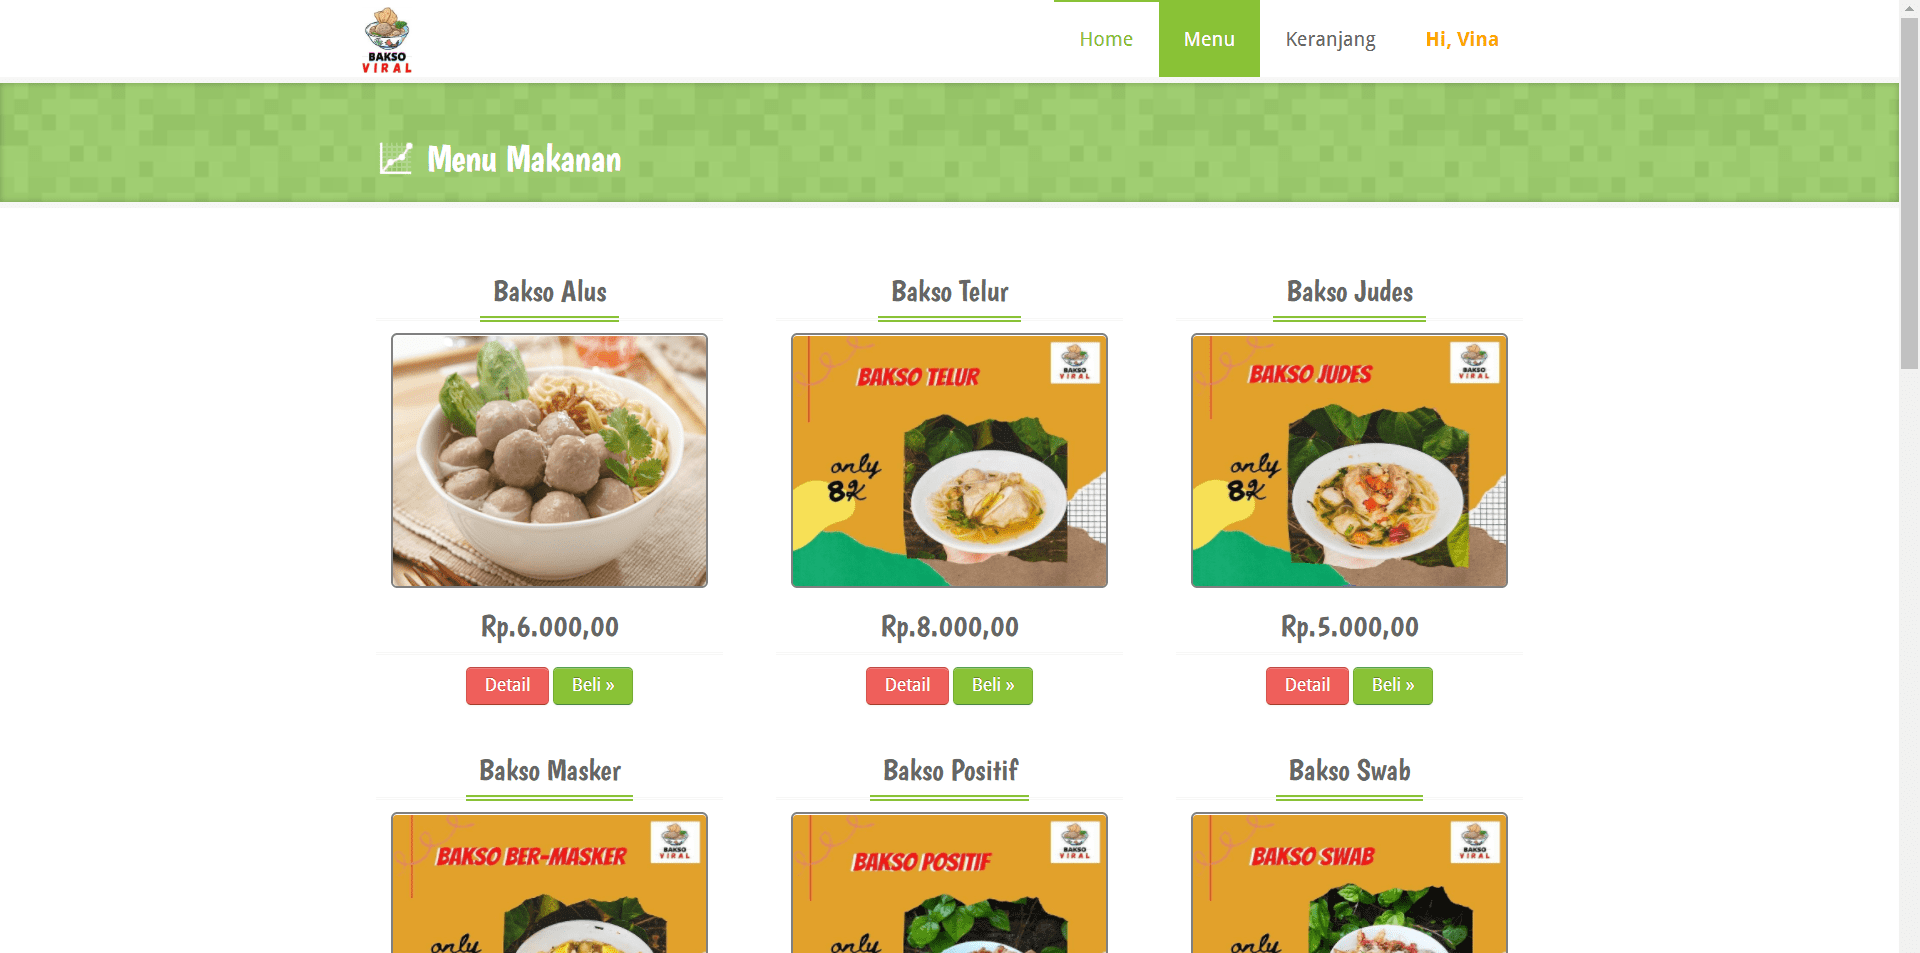 BAKSO
VIRAL
Home
Menu
Keranjang
Hi, Vina
Menu Makanan
Bakso Alus
Bakso Telur
Bakso Judes
BAKSO TELUR
BAKSO
VIRAL
only
8K
BAKSO JUDES
BAKSO
VIRAL
only
8K
Rp.6.000,00
Rp.8.000,00
Rp.5.000,00
Detail
Beli »
Detail
Beli »
Detail
Beli »
Bakso Masker
Bakso Positif
Bakso Swab
BAKSO BER-MASKER
BAKSO
VIRAL
only
BAKSO POSITIF
BAKSO
VIRAL
only
BAKSO SWAB
BAKSO
VIRAL
only